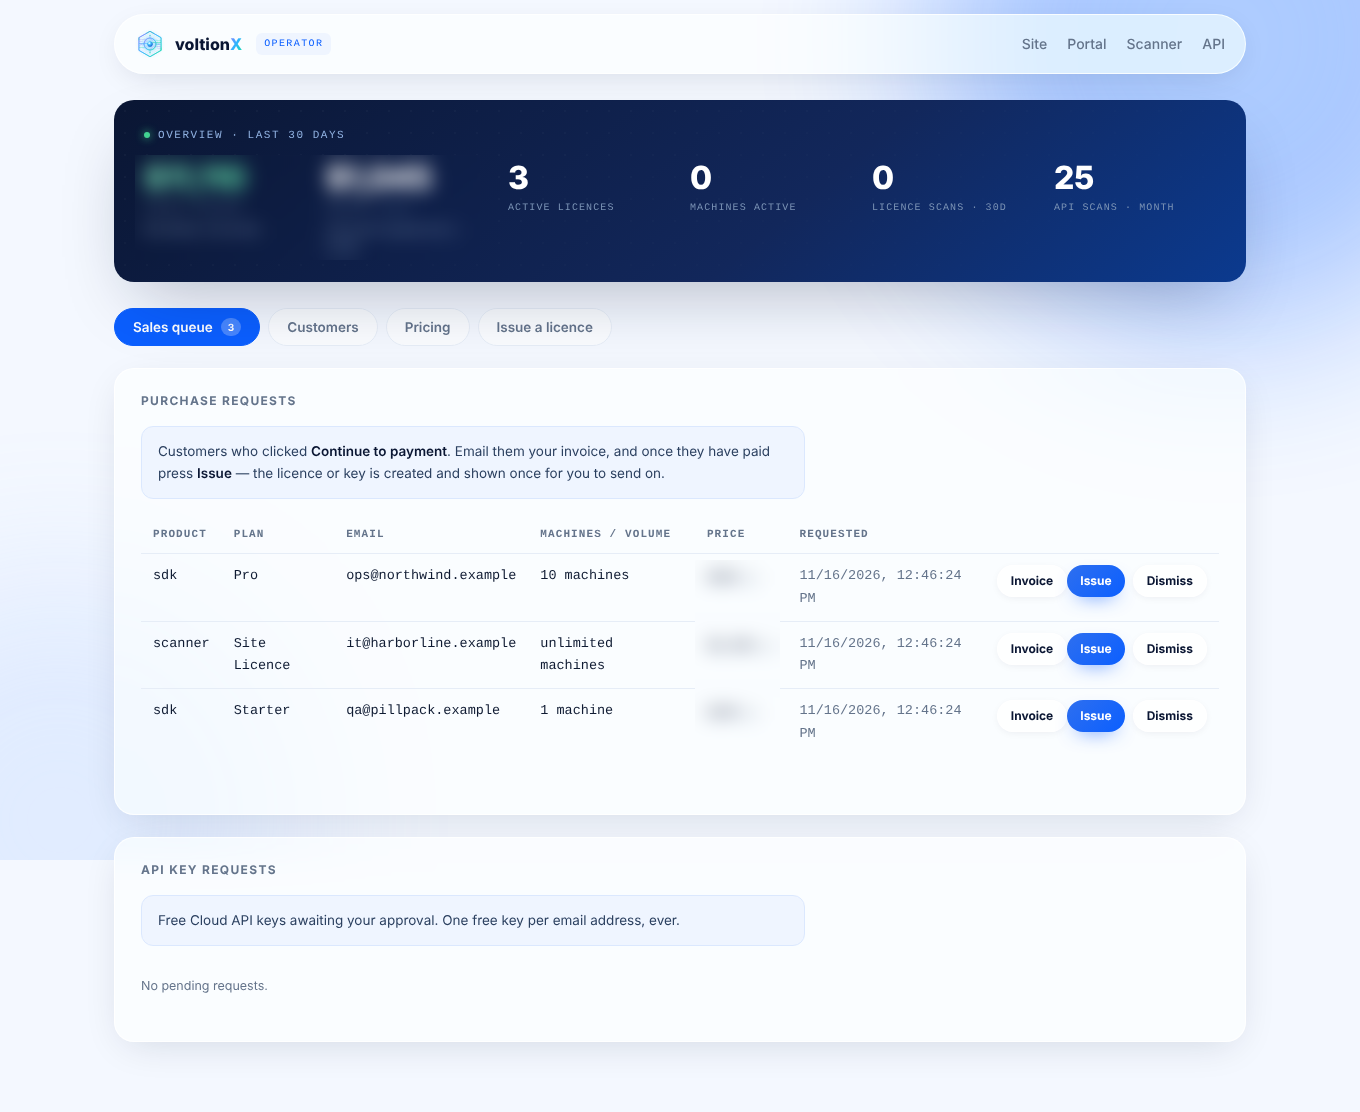 voltionX OPERATOR Site Portal Scanner API
OVERVIEW · LAST 30 DAYS
3 0 0 25
ACTIVE LICENCES MACHINES ACTIVE LICENCE SCANS · 30D API SCANS · MONTH
Sales queue 3 Customers Pricing Issue a licence
PURCHASE REQUESTS
Customers who clicked Continue to payment. Email them your invoice, and once they have paid
press Issue — the licence or key is created and shown once for you to send on.
PRODUCT PLAN EMAIL MACHINES / VOLUME PRICE REQUESTED
sdk Pro ops@northwind.example 10 machines 11/16/2026, 12:46:24 Invoice Issue Dismiss
PM
scanner Site it@harborline.example unlimited 11/16/2026, 12:46:24 Invoice Issue Dismiss
Licence machines PM
sdk Starter qa@pillpack.example 1 machine 11/16/2026, 12:46:24 Invoice Issue Dismiss
PM
API KEY REQUESTS
Free Cloud API keys awaiting your approval. One free key per email address, ever.
No pending requests.